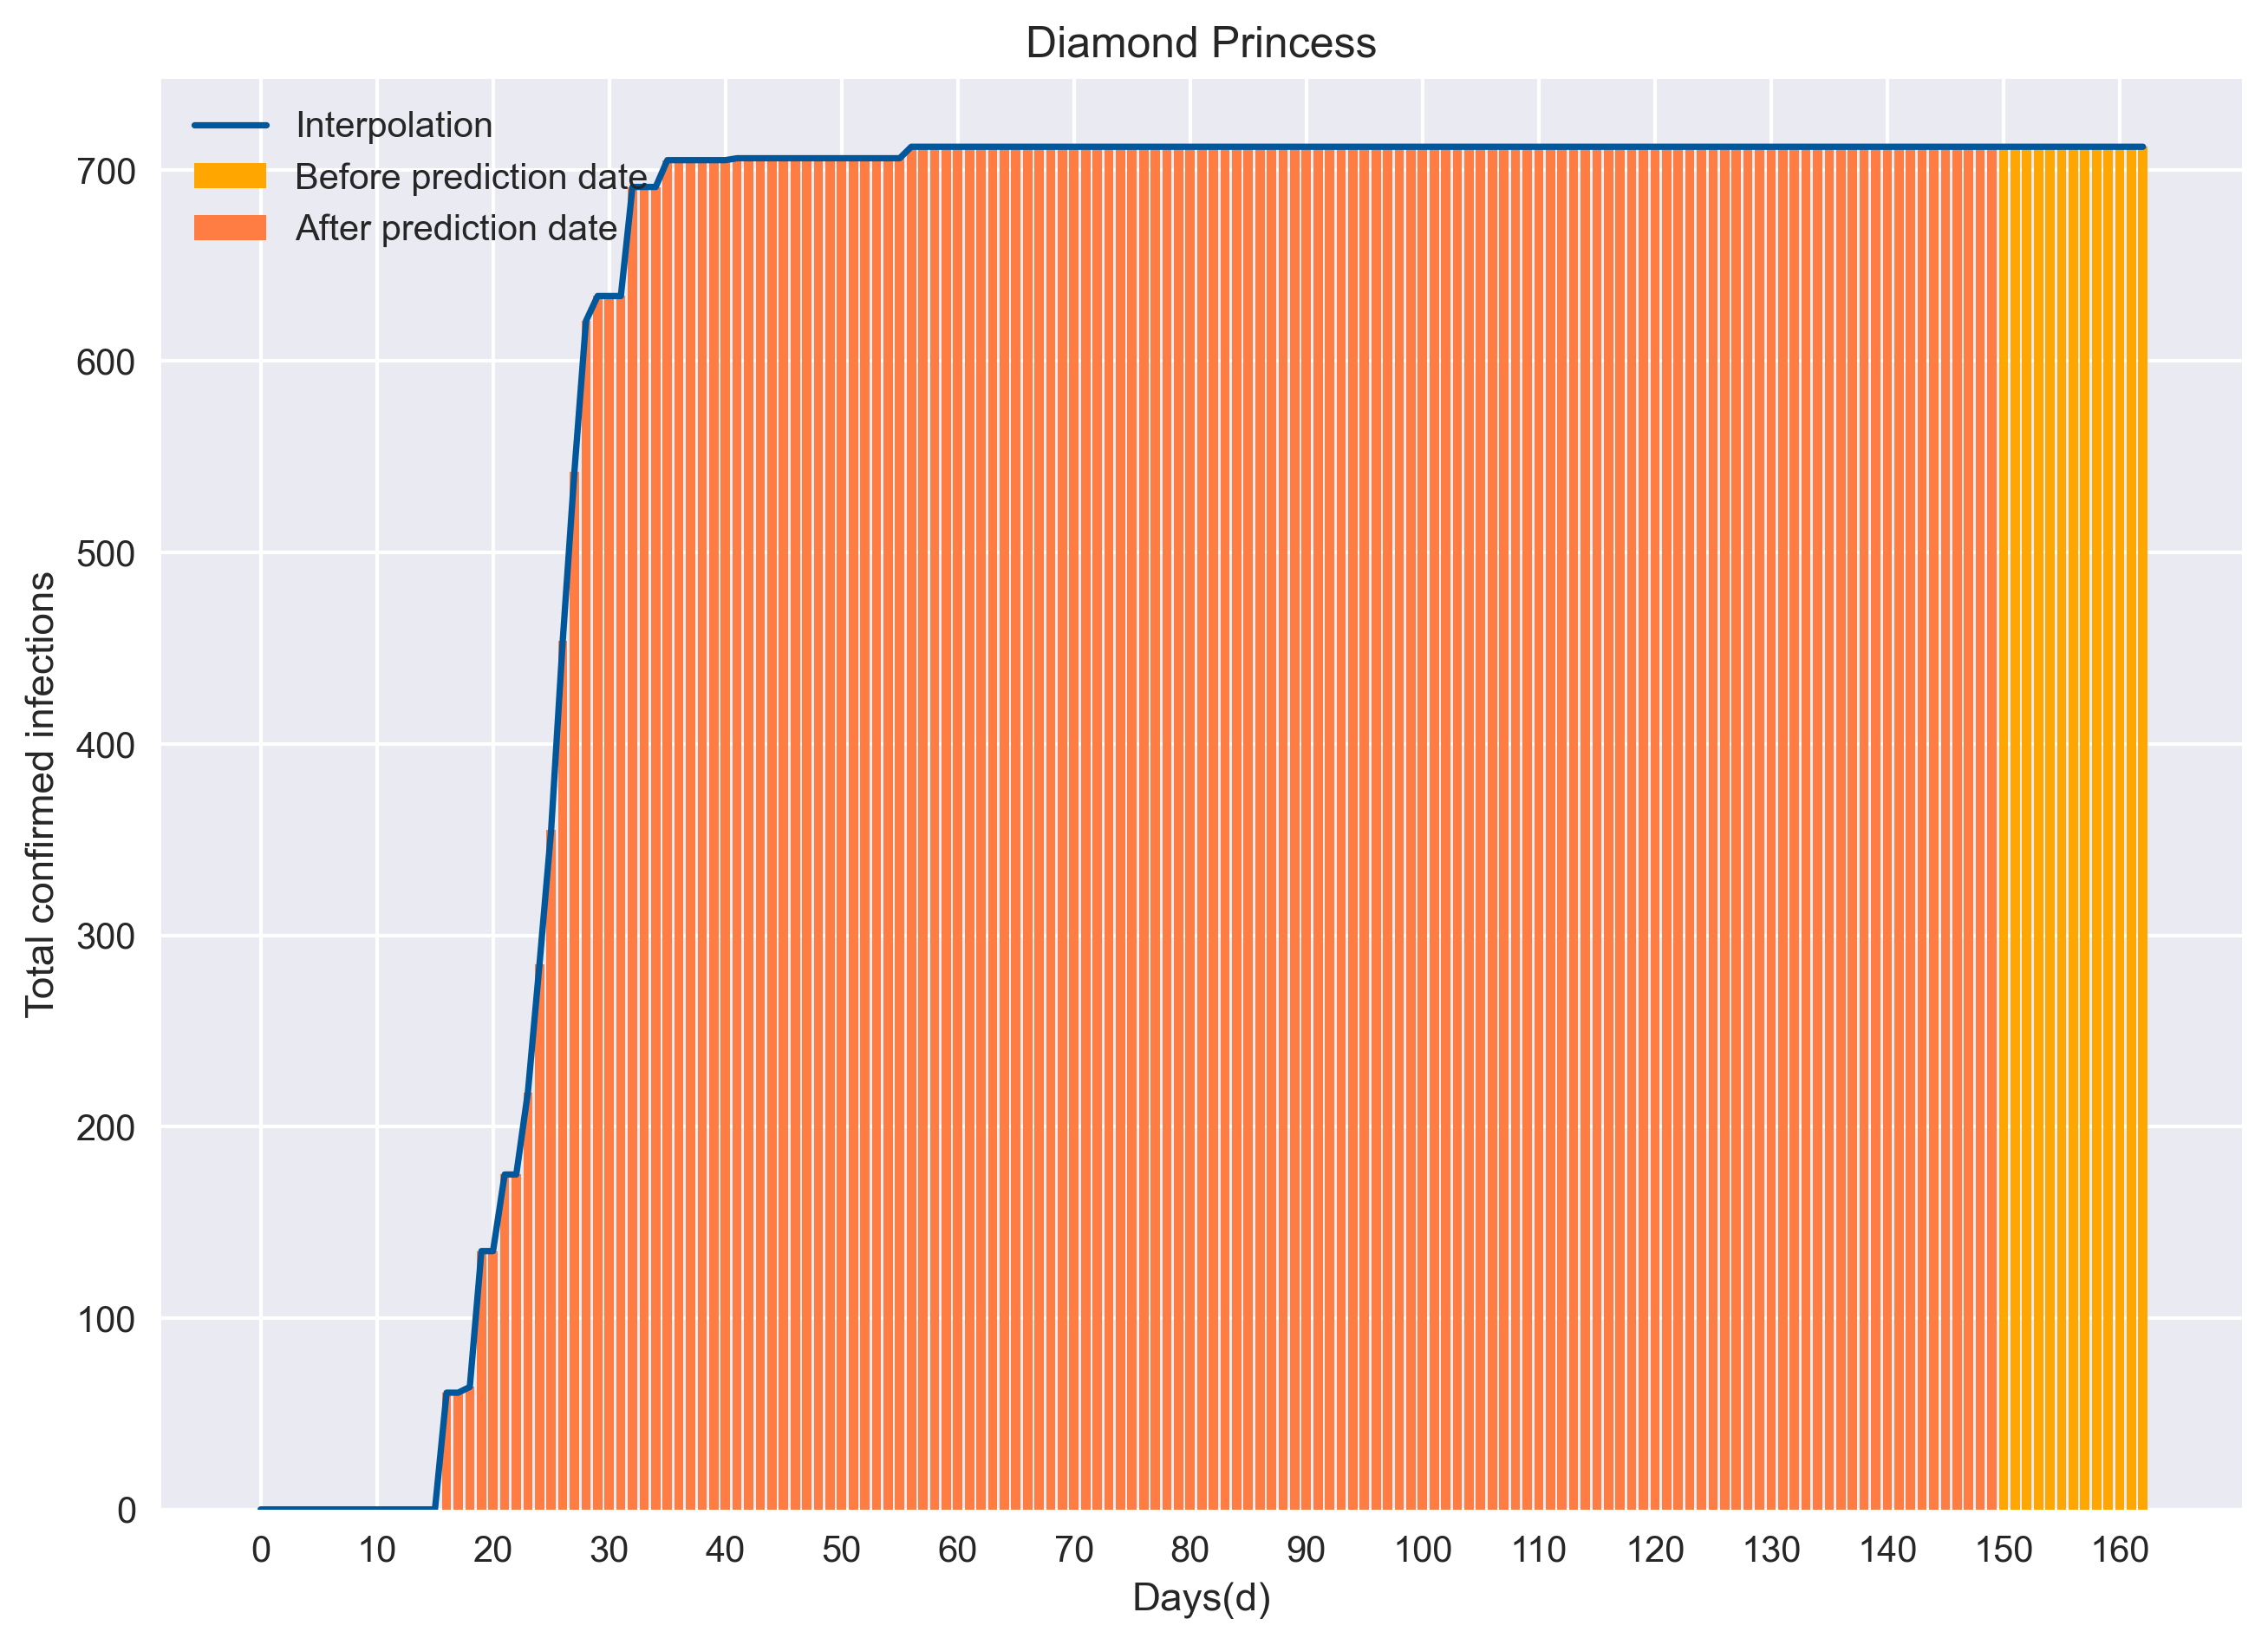 Diamond Princess
Interpolation
Before prediction date
After prediction date
Total confirmed infections
700
600
500
400
300
200
100
0
0 10 20 30 40 50 60 70 80 90 100 110 120 130 140 150 160
Days(d)